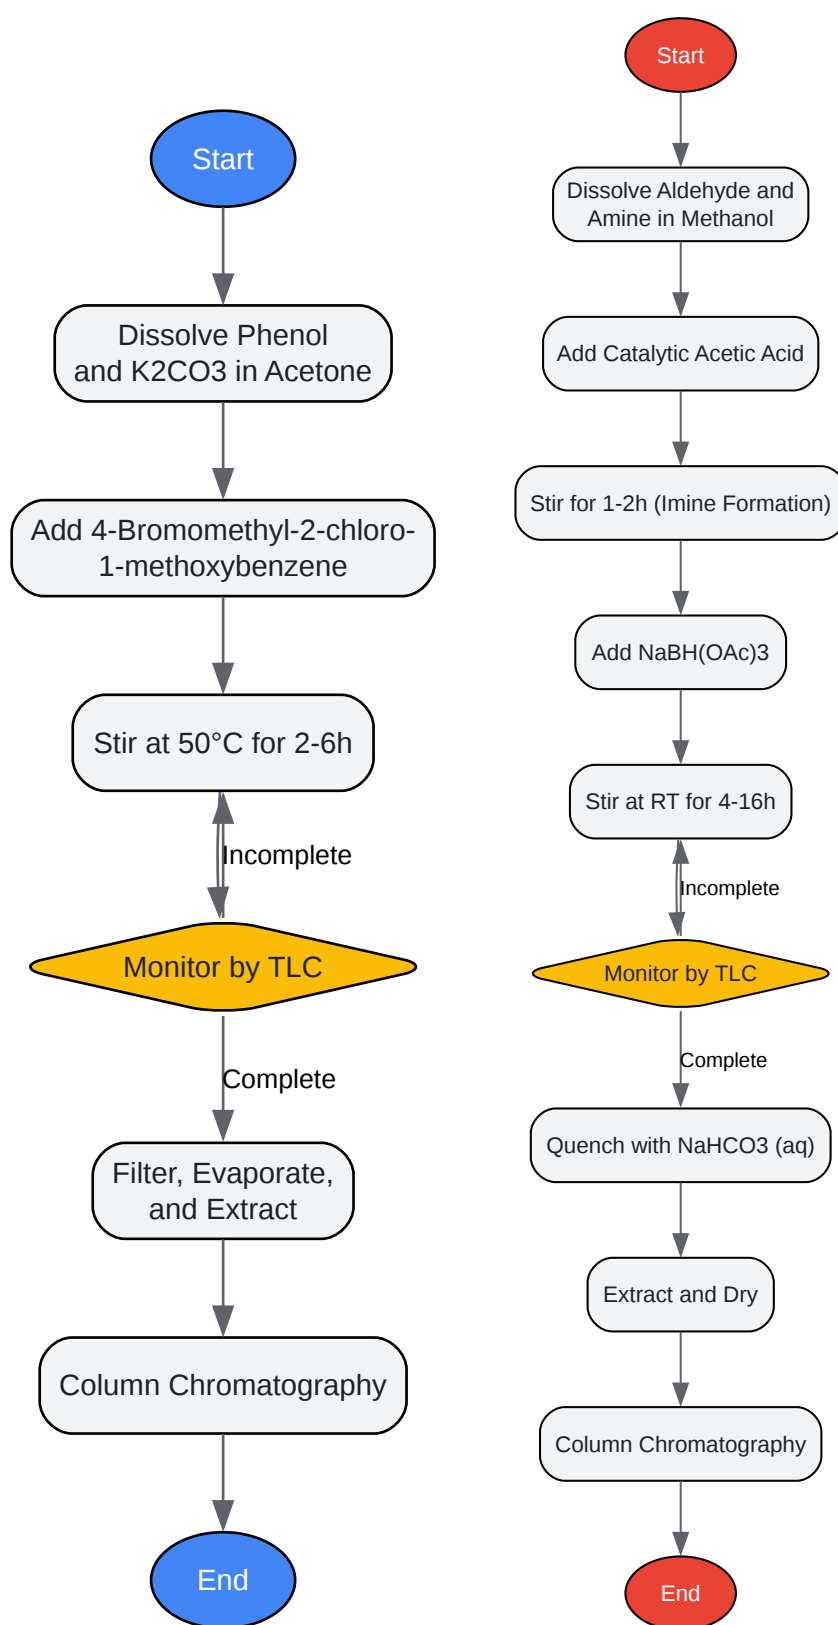 Start
Dissolve Phenol
and K2CO3 in Acetone
Add 4-Bromomethyl-2-chloro-
1-methoxybenzene
Stir at 50°C for 2-6h
Incomplete
Monitor by TLC
Complete
Filter, Evaporate,
and Extract
Column Chromatography
End
Start
Dissolve Aldehyde and
Amine in Methanol
Add Catalytic Acetic Acid
Stir for 1-2h (Imine Formation)
Add NaBH(OAc)3
Stir at RT for 4-16h
Incomplete
Monitor by TLC
Complete
Quench with NaHCO3 (aq)
Extract and Dry
Column Chromatography
End